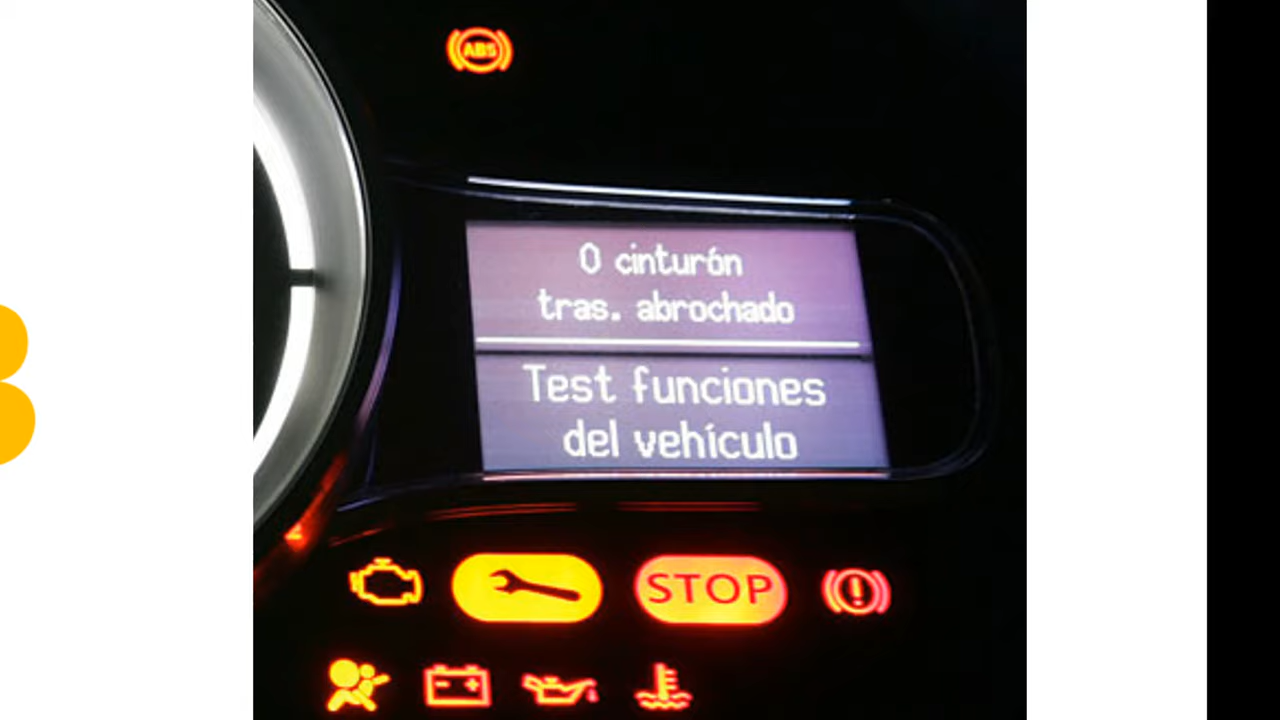 ABS
0 cinturón
tras. abrochado
Test funciones
del vehículo
STOP